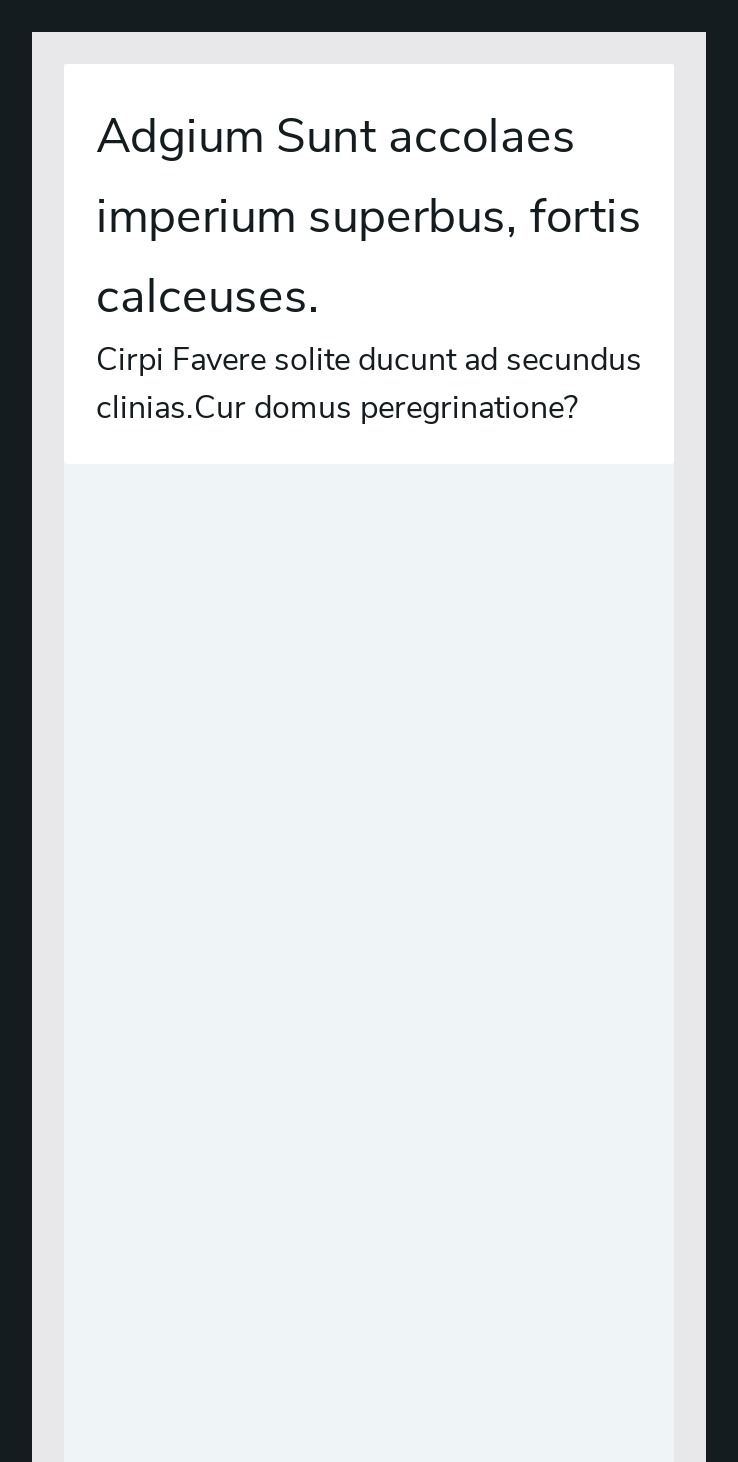 Adgium Sunt accolaes
imperium superbus, fortis
calceuses.
Cirpi Favere solite ducunt ad secundus
clinias.Cur domus peregrinatione?